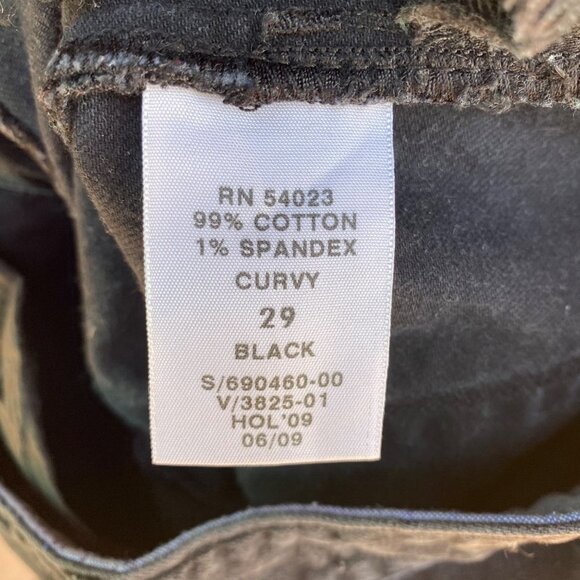 RN 54023
99% COTTON
1% SPANDEX
CURVY
29
BLACK
S/690460-00
V/3825-01
HOL'09
06/09